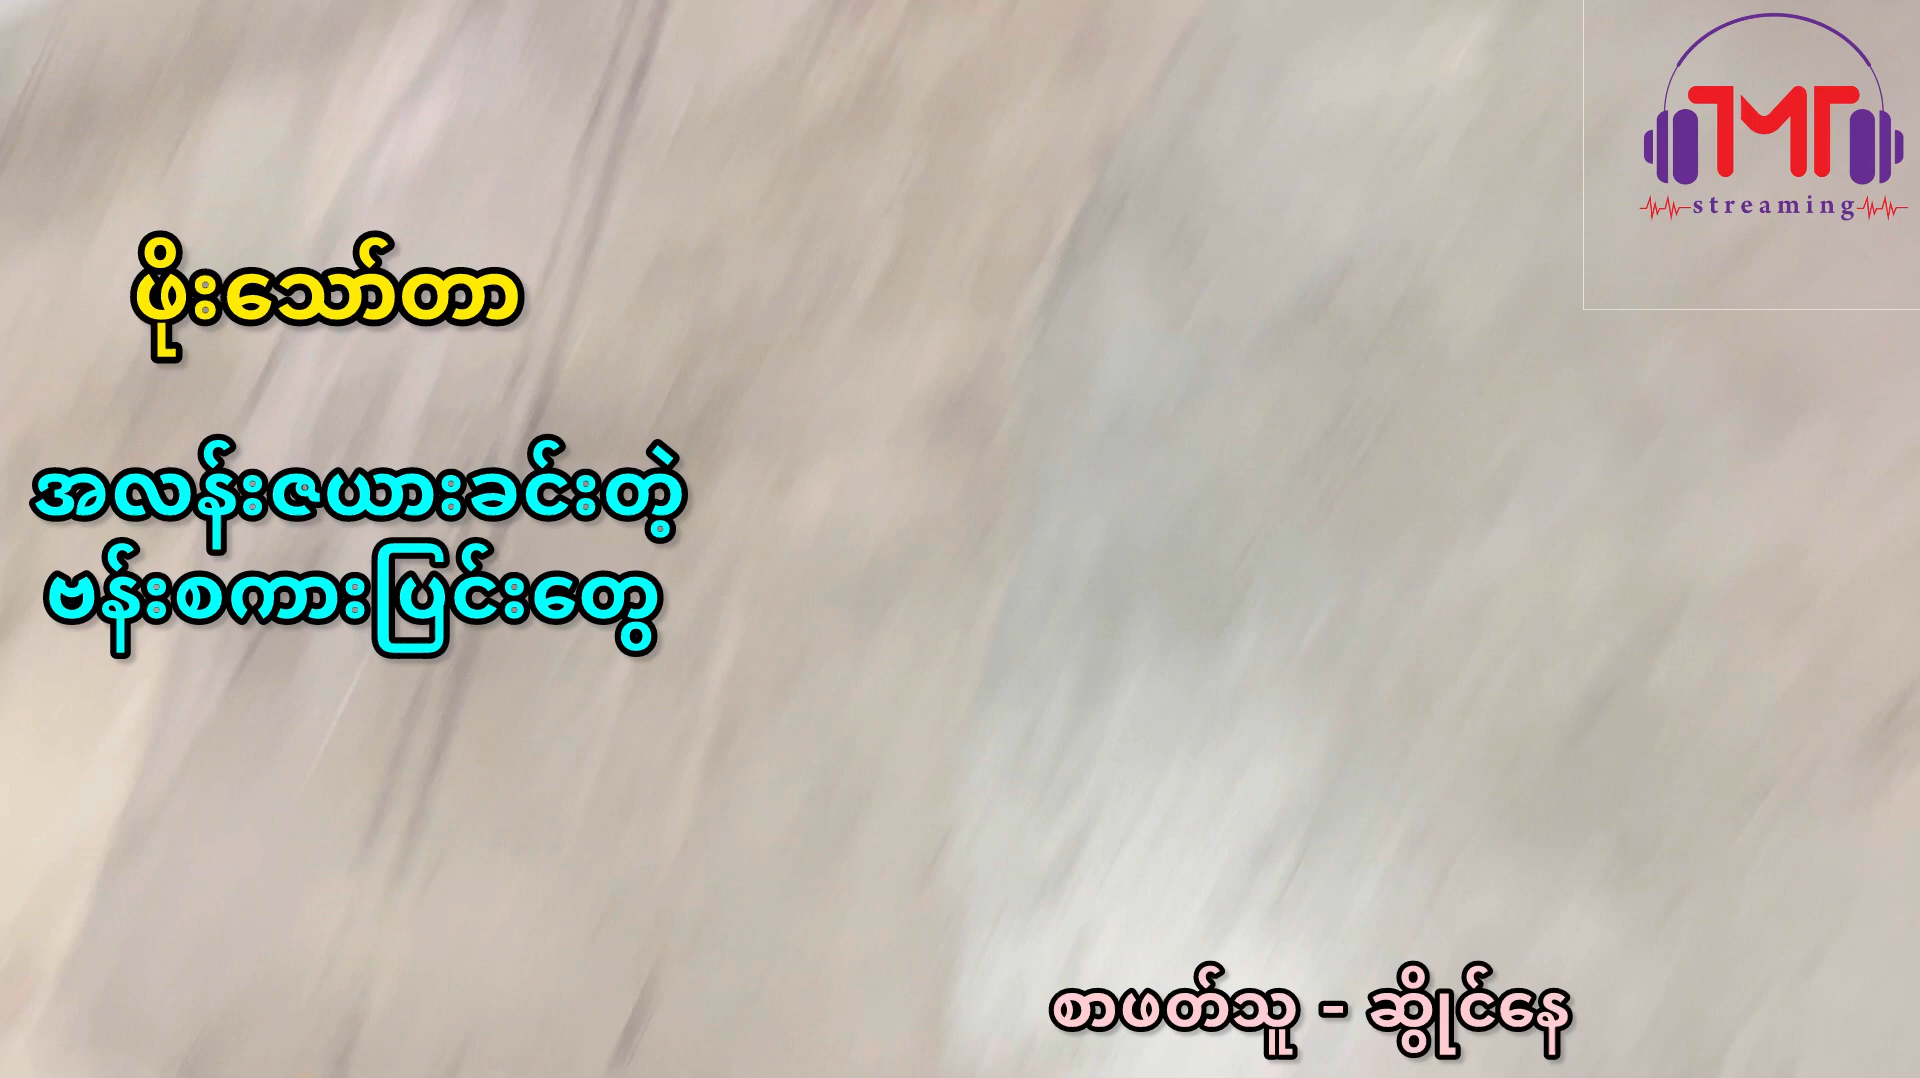 TMT
streaming
ဖိုးသော်တာ
အလန်းဇယားခင်းတဲ့
ဗန်းစကားပြင်းတွေ
စာဖတ်သူ - ဆွိုင်နေ